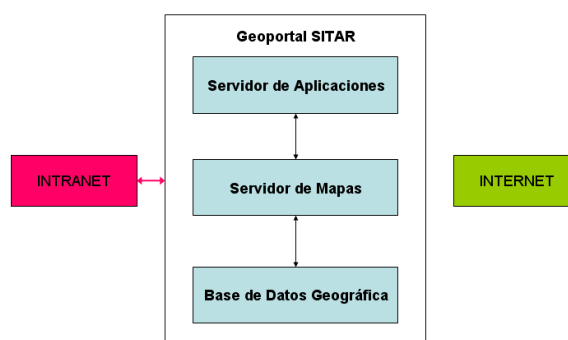 Geoportal SITAR
Servidor de Aplicaciones
INTRANET
Servidor de Mapas
INTERNET
Base de Datos Geográfica